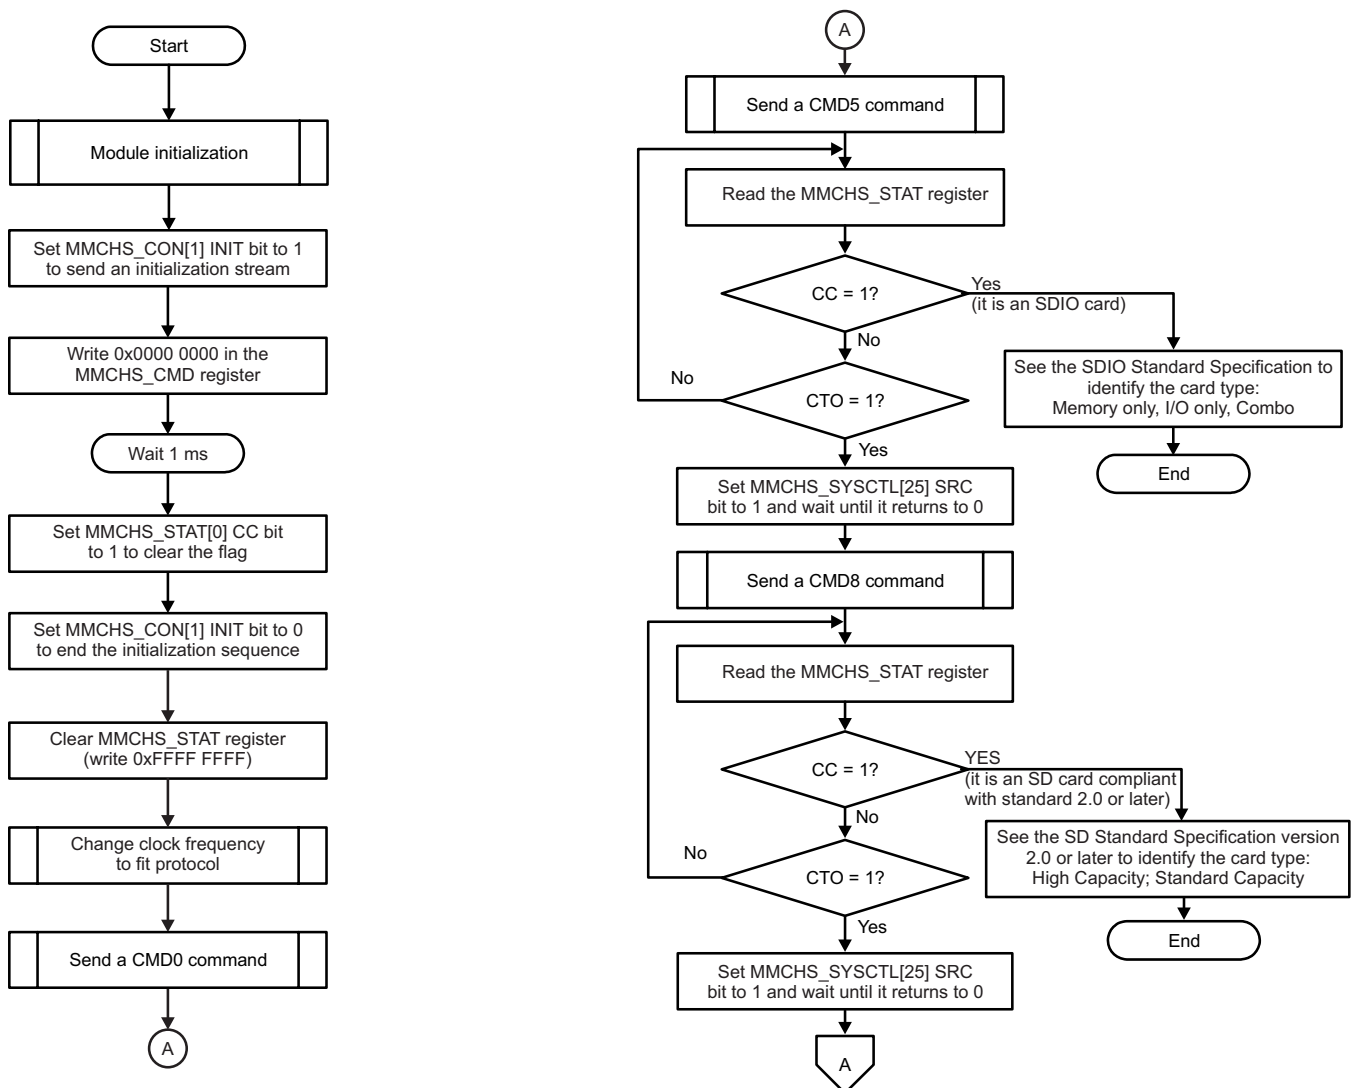 Start
Module initialization
Set MMCHS_CON[1] INIT bit to 1
to send an initialization stream
Write 0x0000 0000 in the
MMCHS_CMD register
Wait 1 ms
Set MMCHS_STAT[0] CC bit
to 1 to clear the flag
Set MMCHS_CON[1] INIT bit to 0
to end the initialization sequence
Clear MMCHS_STAT register
(write 0xFFFF FFFF)
Change clock frequency
to fit protocol
Send a CMD0 command
A
A
Send a CMD5 command
Read the MMCHS_STAT register
CC = 1?
Yes
(it is an SDIO card)
No
See the SDIO Standard Specification to
identify the card type:
Memory only, I/O only, Combo
End
No
CTO = 1?
Yes
Set MMCHS_SYSCTL[25] SRC
bit to 1 and wait until it returns to 0
Send a CMD8 command
Read the MMCHS_STAT register
CC = 1?
YES
(it is an SD card compliant
with standard 2.0 or later)
No
See the SD Standard Specification version
2.0 or later to identify the card type:
High Capacity; Standard Capacity
End
No
CTO = 1?
Yes
Set MMCHS_SYSCTL[25] SRC
bit to 1 and wait until it returns to 0
A